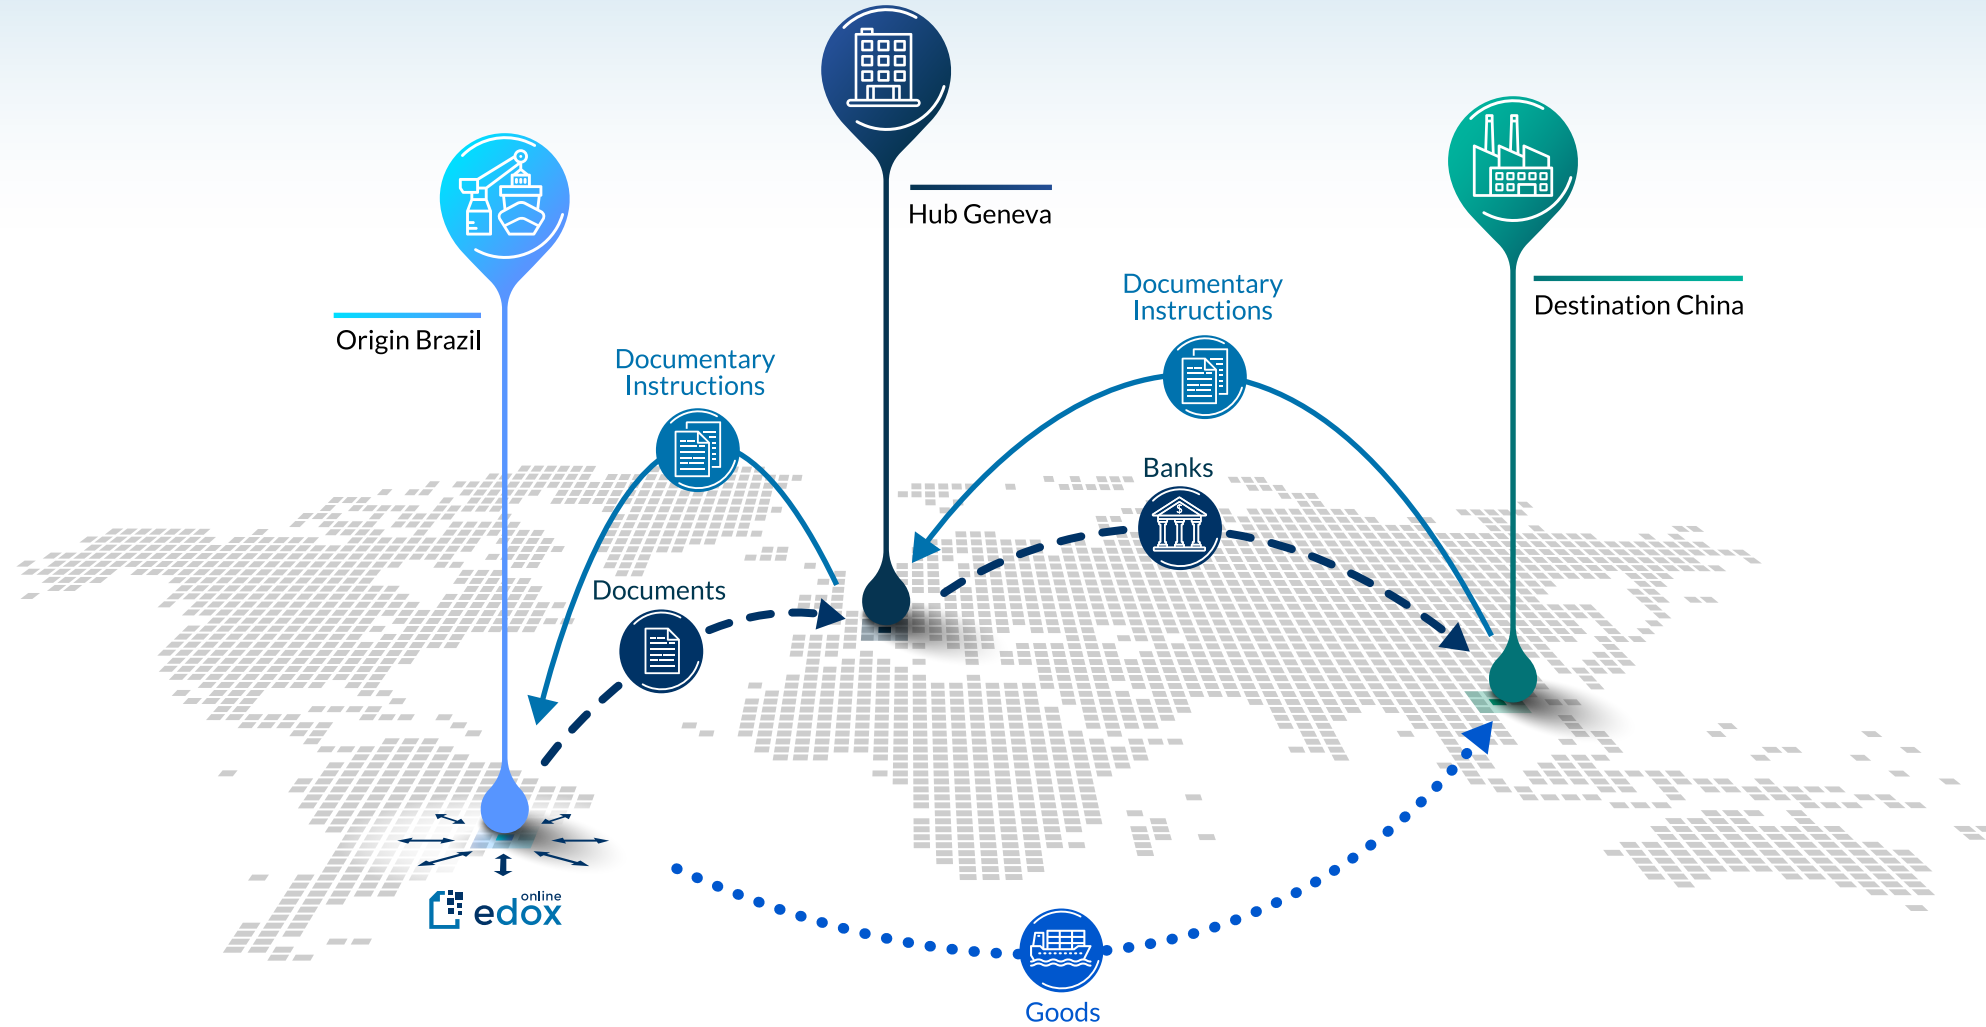 Hub Geneva
Documentary
Instructions
Destination China
Origin Brazil
Documentary
Instructions
Banks
$
Documents
online
edox
Goods